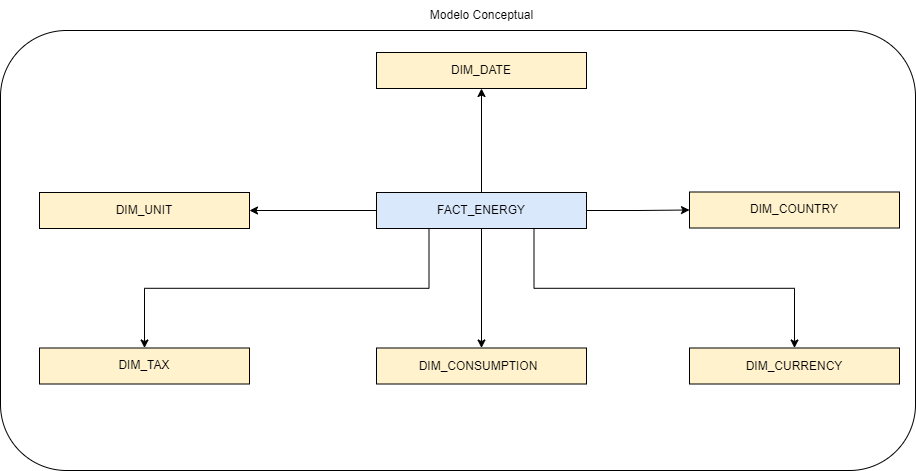 Modelo Conceptual
DIM_DATE
DIM_UNIT
FACT_ENERGY
DIM_COUNTRY
DIM_TAX
DIM_CONSUMPTION
DIM_CURRENCY